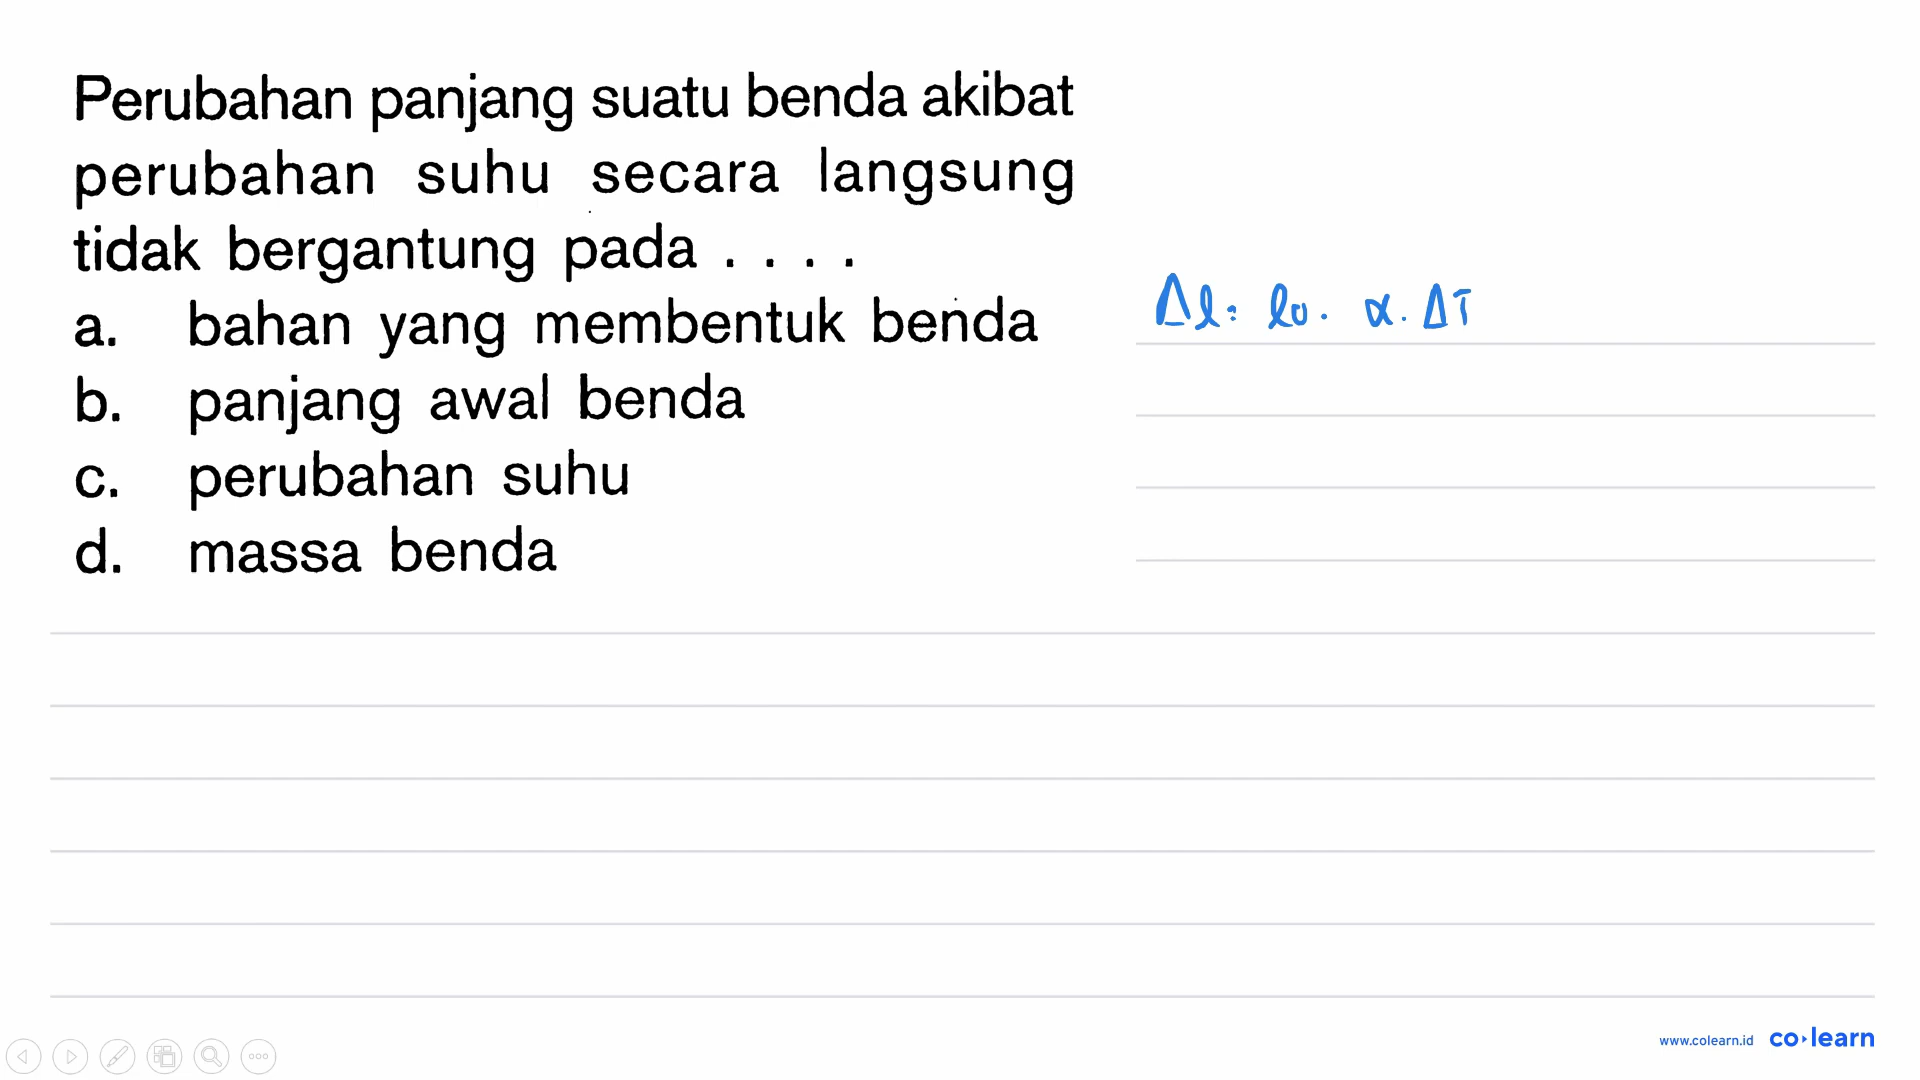 Perubahan panjang suatu benda akibat
perubahan suhu secara langsung
tidak bergantung pada . . . .
a. bahan yang membentuk benda
b. panjang awal benda
c. perubahan suhu
d. massa benda
Δl = l₀ . α . ΔT
www.colearn.id co·learn